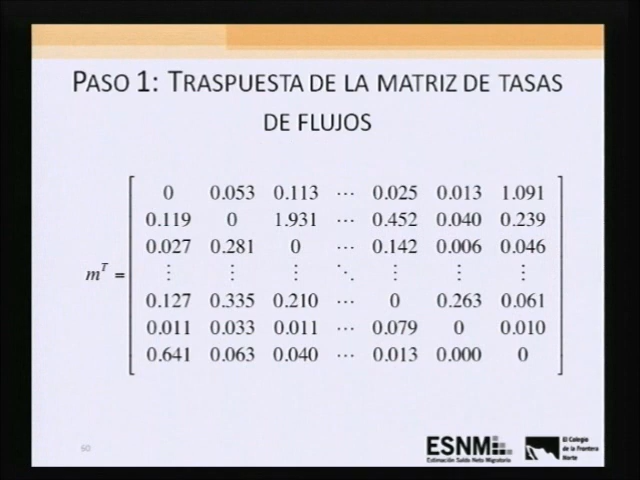 PASO 1: TRASPUESTA DE LA MATRIZ DE TASAS
DE FLUJOS
0 0.053 0.113 ⋯ 0.025 0.013 1.091
0.119 0 1.931 ⋯ 0.452 0.040 0.239
0.027 0.281 0 ⋯ 0.142 0.006 0.046
mᵀ = ⋮ ⋮ ⋮ ⋱ ⋮ ⋮ ⋮
0.127 0.335 0.210 ⋯ 0 0.263 0.061
0.011 0.033 0.011 ⋯ 0.079 0 0.010
0.641 0.063 0.040 ⋯ 0.013 0.000 0
60
ESNM
Estimación Saldo Neto Migratorio
El Colegio
de la Frontera
Norte